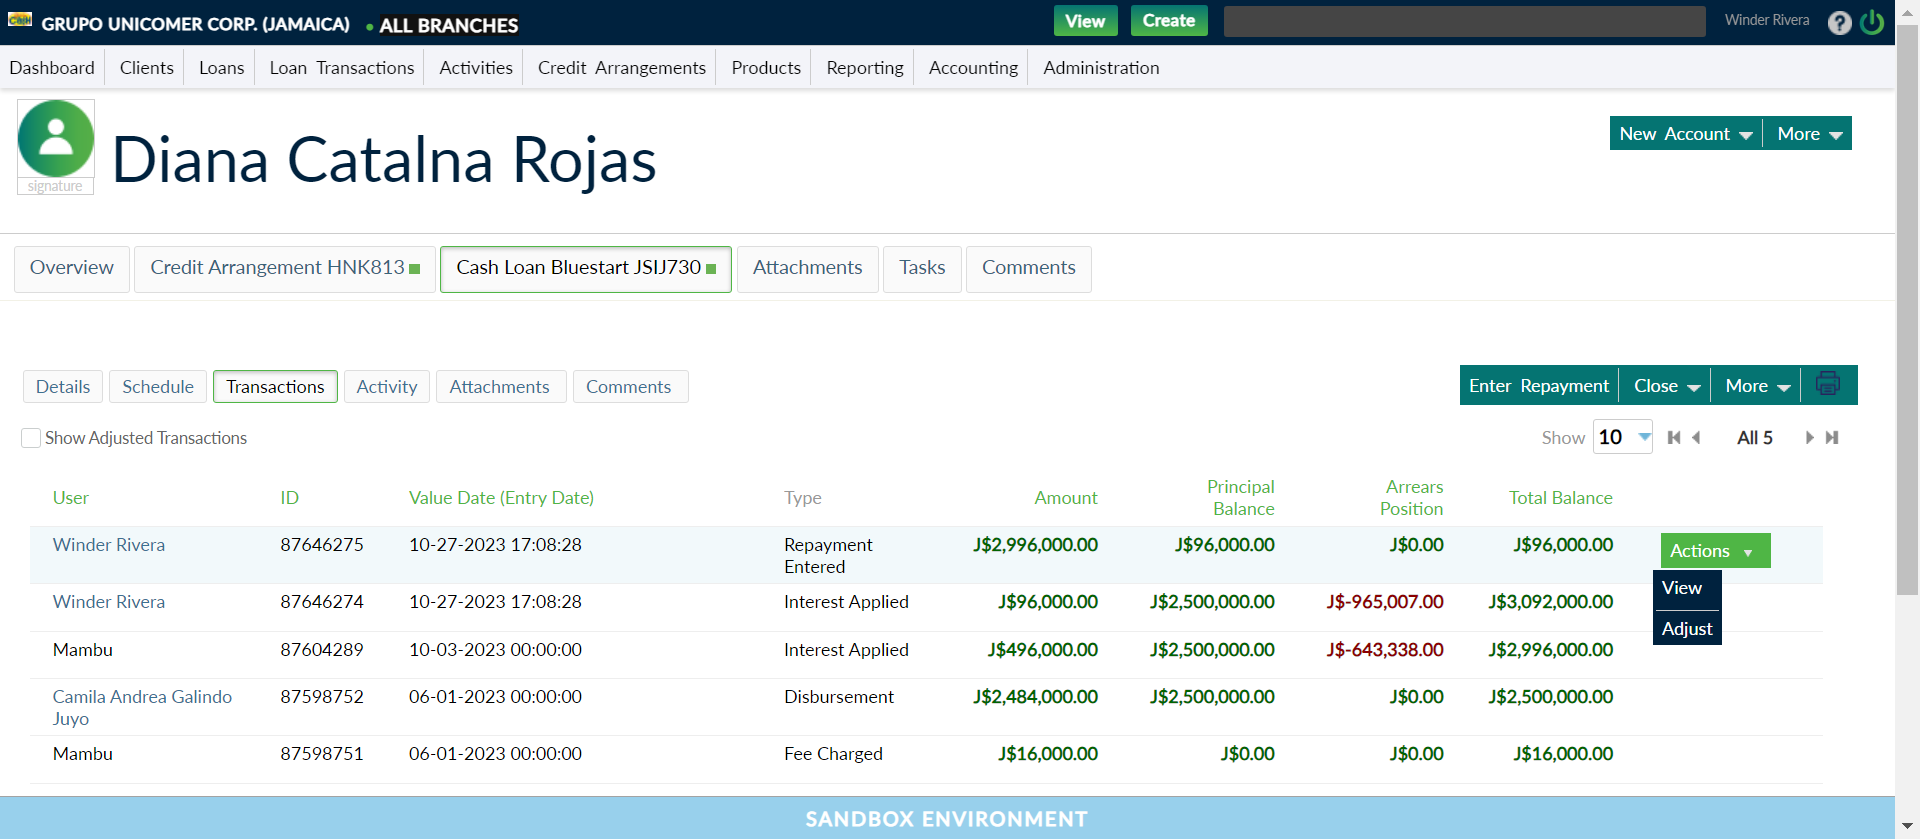 Cash GRUPO UNICOMER CORP. (JAMAICA) • ALL BRANCHES View Create Winder Rivera ?
Dashboard Clients Loans Loan Transactions Activities Credit Arrangements Products Reporting Accounting Administration
signature
Diana Catalna Rojas
New Account More
Overview Credit Arrangement HNK813 Cash Loan Bluestart JSIJ730 Attachments Tasks Comments
Details Schedule Transactions Activity Attachments Comments
Enter Repayment Close More
Show Adjusted Transactions
Show 10 All 5
User ID Value Date (Entry Date) Type Amount Principal Balance Arrears Position Total Balance
Winder Rivera 87646275 10-27-2023 17:08:28 Repayment Entered J$2,996,000.00 J$96,000.00 J$0.00 J$96,000.00 Actions
View
Adjust
Winder Rivera 87646274 10-27-2023 17:08:28 Interest Applied J$96,000.00 J$2,500,000.00 J$-965,007.00 J$3,092,000.00
Mambu 87604289 10-03-2023 00:00:00 Interest Applied J$496,000.00 J$2,500,000.00 J$-643,338.00 J$2,996,000.00
Camila Andrea Galindo Juyo 87598752 06-01-2023 00:00:00 Disbursement J$2,484,000.00 J$2,500,000.00 J$0.00 J$2,500,000.00
Mambu 87598751 06-01-2023 00:00:00 Fee Charged J$16,000.00 J$0.00 J$0.00 J$16,000.00
SANDBOX ENVIRONMENT